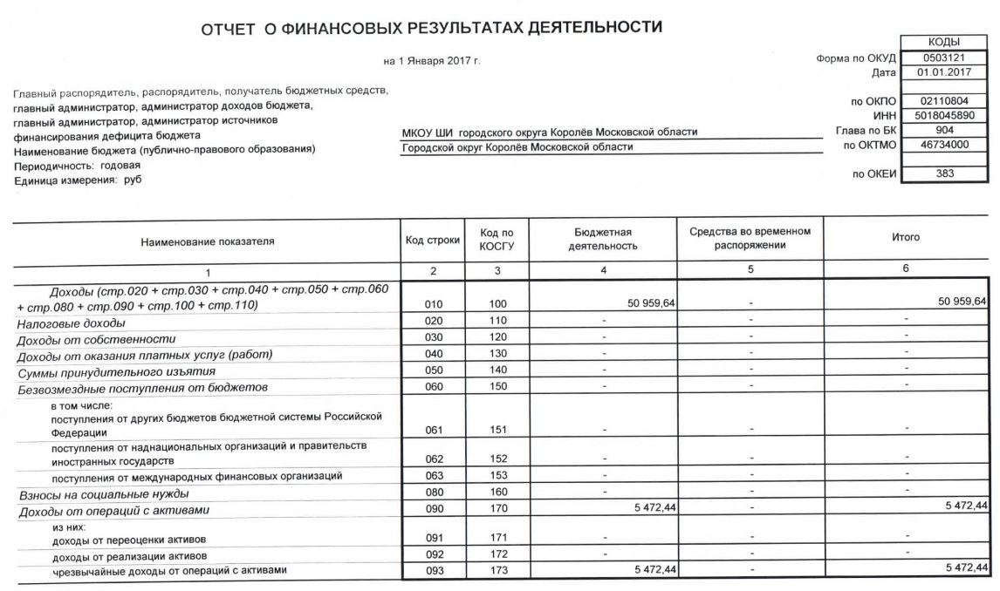 ОТЧЕТ О ФИНАНСОВЫХ РЕЗУЛЬТАТАХ ДЕЯТЕЛЬНОСТИ
КОДЫ
на 1 Января 2017 г.
Форма по ОКУД 0503121
Дата 01.01.2017
Главный распорядитель, распорядитель, получатель бюджетных средств,
главный администратор, администратор доходов бюджета, по ОКПО 02110804
главный администратор, администратор источников ИНН 5018045890
финансирования дефицита бюджета МКОУ ШИ городского округа Королёв Московской области Глава по БК 904
Наименование бюджета (публично-правового образования) Городской округ Королёв Московской области по ОКТМО 46734000
Периодичность: годовая
Единица измерения: руб по ОКЕИ 383
Наименование показателя Код строки Код по КОСГУ Бюджетная деятельность Средства во временном распоряжении Итого
1 2 3 4 5 6
Доходы (стр.020 + стр.030 + стр.040 + стр.050 + стр.060
+ стр.080 + стр.090 + стр.100 + стр.110) 010 100 50 959,64 - 50 959,64
Налоговые доходы 020 110 - - -
Доходы от собственности 030 120 - - -
Доходы от оказания платных услуг (работ) 040 130 - - -
Суммы принудительного изъятия 050 140 - - -
Безвозмездные поступления от бюджетов 060 150 - - -
в том числе:
поступления от других бюджетов бюджетной системы Российской
Федерации 061 151 - - -
поступления от наднациональных организаций и правительств
иностранных государств 062 152 - - -
поступления от международных финансовых организаций 063 153 - - -
Взносы на социальные нужды 080 160 - - -
Доходы от операций с активами 090 170 5 472,44 - 5 472,44
из них:
доходы от переоценки активов 091 171 - - -
доходы от реализации активов 092 172 - - -
чрезвычайные доходы от операций с активами 093 173 5 472,44 - 5 472,44